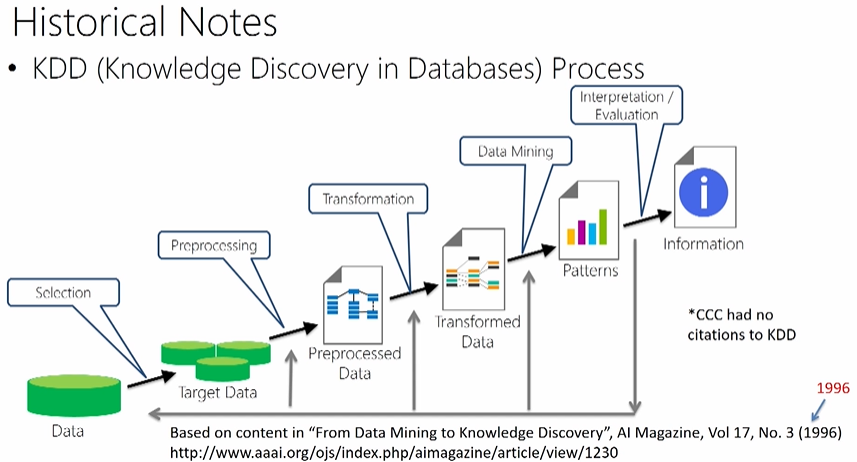 Historical Notes
• KDD (Knowledge Discovery in Databases) Process
Interpretation /
Evaluation
Data Mining
Transformation
Preprocessing
Selection
Information
Patterns
Transformed
Data
Preprocessed
Data
Target Data
Data
*CCC had no
citations to KDD
1996
Based on content in “From Data Mining to Knowledge Discovery”, AI Magazine, Vol 17, No. 3 (1996)
http://www.aaai.org/ojs/index.php/aimagazine/article/view/1230